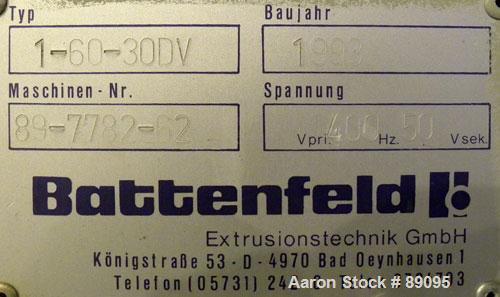 Typ Baujahr
1-60-30DV 1993
Maschinen-Nr. Spannung
89-7782-62 Vpri. 400 Hz. 50 Vsek.
Battenfeld
Extrusionstechnik GmbH
Königstraße 53 - D - 4970 Bad Oeynhausen 1
Telefon (05731)
Aaron Stock # 89095